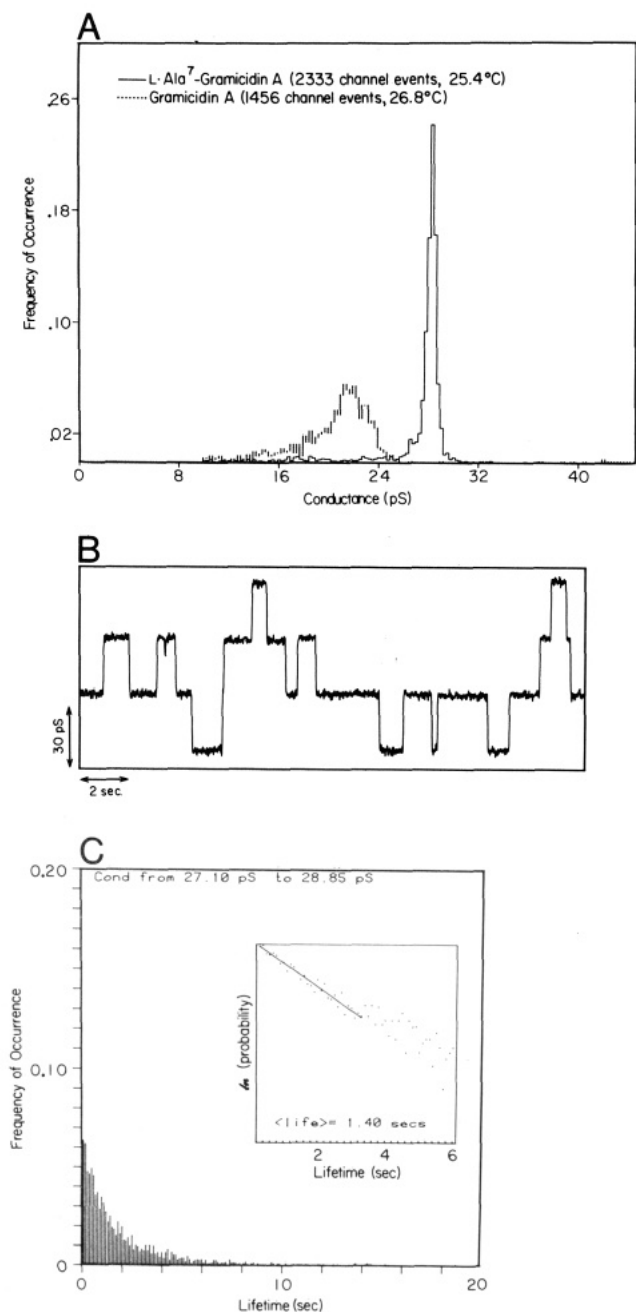 A
L·Ala7-Gramicidin A (2333 channel events, 25.4°C)
Gramicidin A (1456 channel events, 26.8°C)
.26
.18
.10
.02
Frequency of Occurrence
0 8 16 24 32 40
Conductance (pS)
B
30 pS
2 sec.
C
0.20
Cond from 27.10 pS to 28.85 pS
0.10
0
Frequency of Occurrence
ln (probability)
<life>= 1.40 secs
2 4 6
Lifetime (sec)
0 10 20
Lifetime (sec)